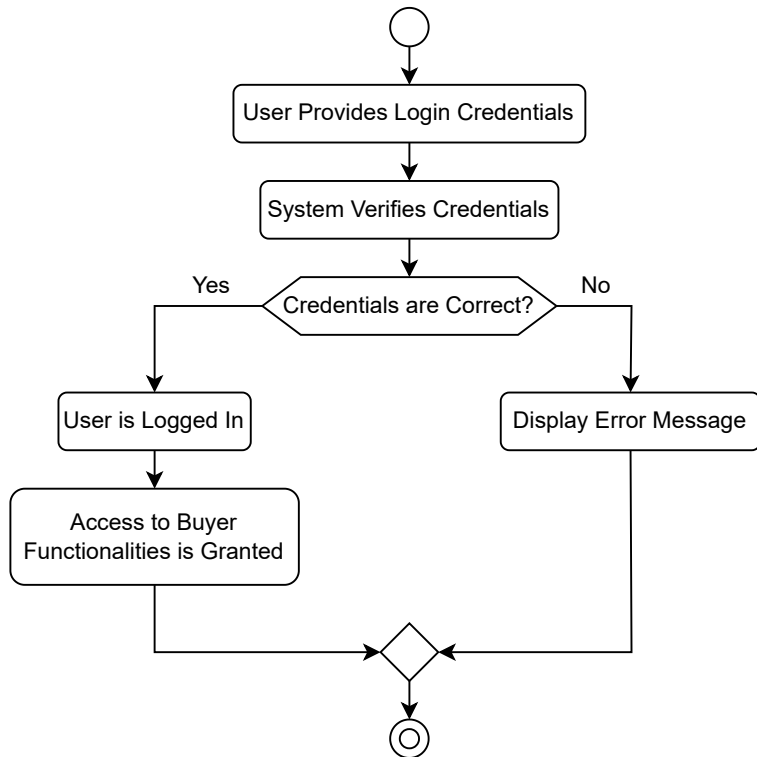 User Provides Login Credentials
System Verifies Credentials
Yes
Credentials are Correct?
No
User is Logged In
Display Error Message
Access to Buyer
Functionalities is Granted